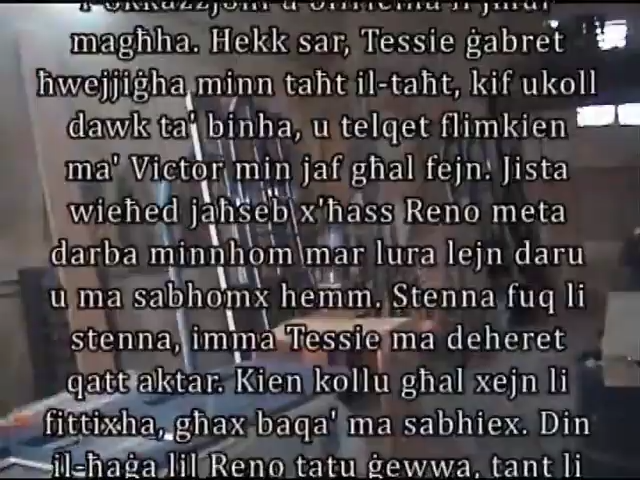 magħha. Hekk sar, Tessie ġabret
ħwejjiġha minn taħt il-taħt, kif ukoll
dawk ta' binha, u telqet flimkien
ma' Victor min jaf għal fejn. Jista
wieħed jaħseb x'ħass Reno meta
darba minnhom mar lura lejn daru
u ma sabhomx hemm. Stenna fuq li
stenna, imma Tessie ma deheret
qatt aktar. Kien kollu għal xejn li
fittixha, għax baqa' ma sabhiex. Din
il-ħaġa lil Reno tatu ġewwa, tant li